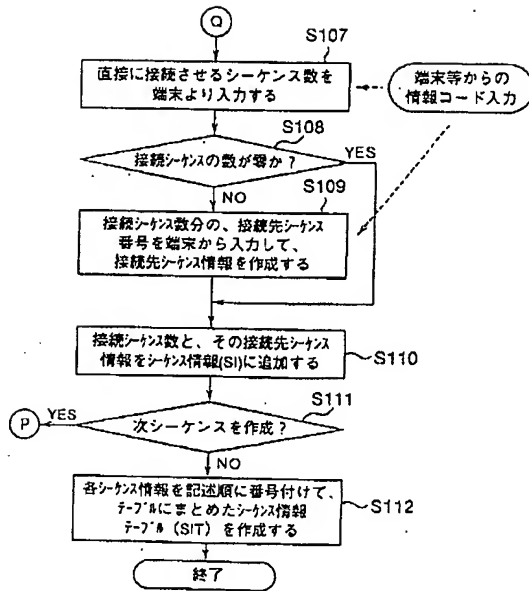 Q
S107
直接に接続させるシーケンス数を
端末より入力する
端末等からの
情報コード入力
S108
接続ｼｰｹﾝｽの数が零か？
YES
NO
S109
接続ｼｰｹﾝｽ数分の、接続先ｼｰｹﾝｽ
番号を端末から入力して、
接続先ｼｰｹﾝｽ情報を作成する
接続ｼｰｹﾝｽ数と、その接続先ｼｰｹﾝｽ
情報をｼｰｹﾝｽ情報(SI)に追加する
S110
S111
P
YES
次シーケンスを作成？
NO
各ｼｰｹﾝｽ情報を記述順に番号付けて、
ﾃｰﾌﾞﾙにまとめたｼｰｹﾝｽ情報
ﾃｰﾌﾞﾙ（SIT）を作成する
S112
終了